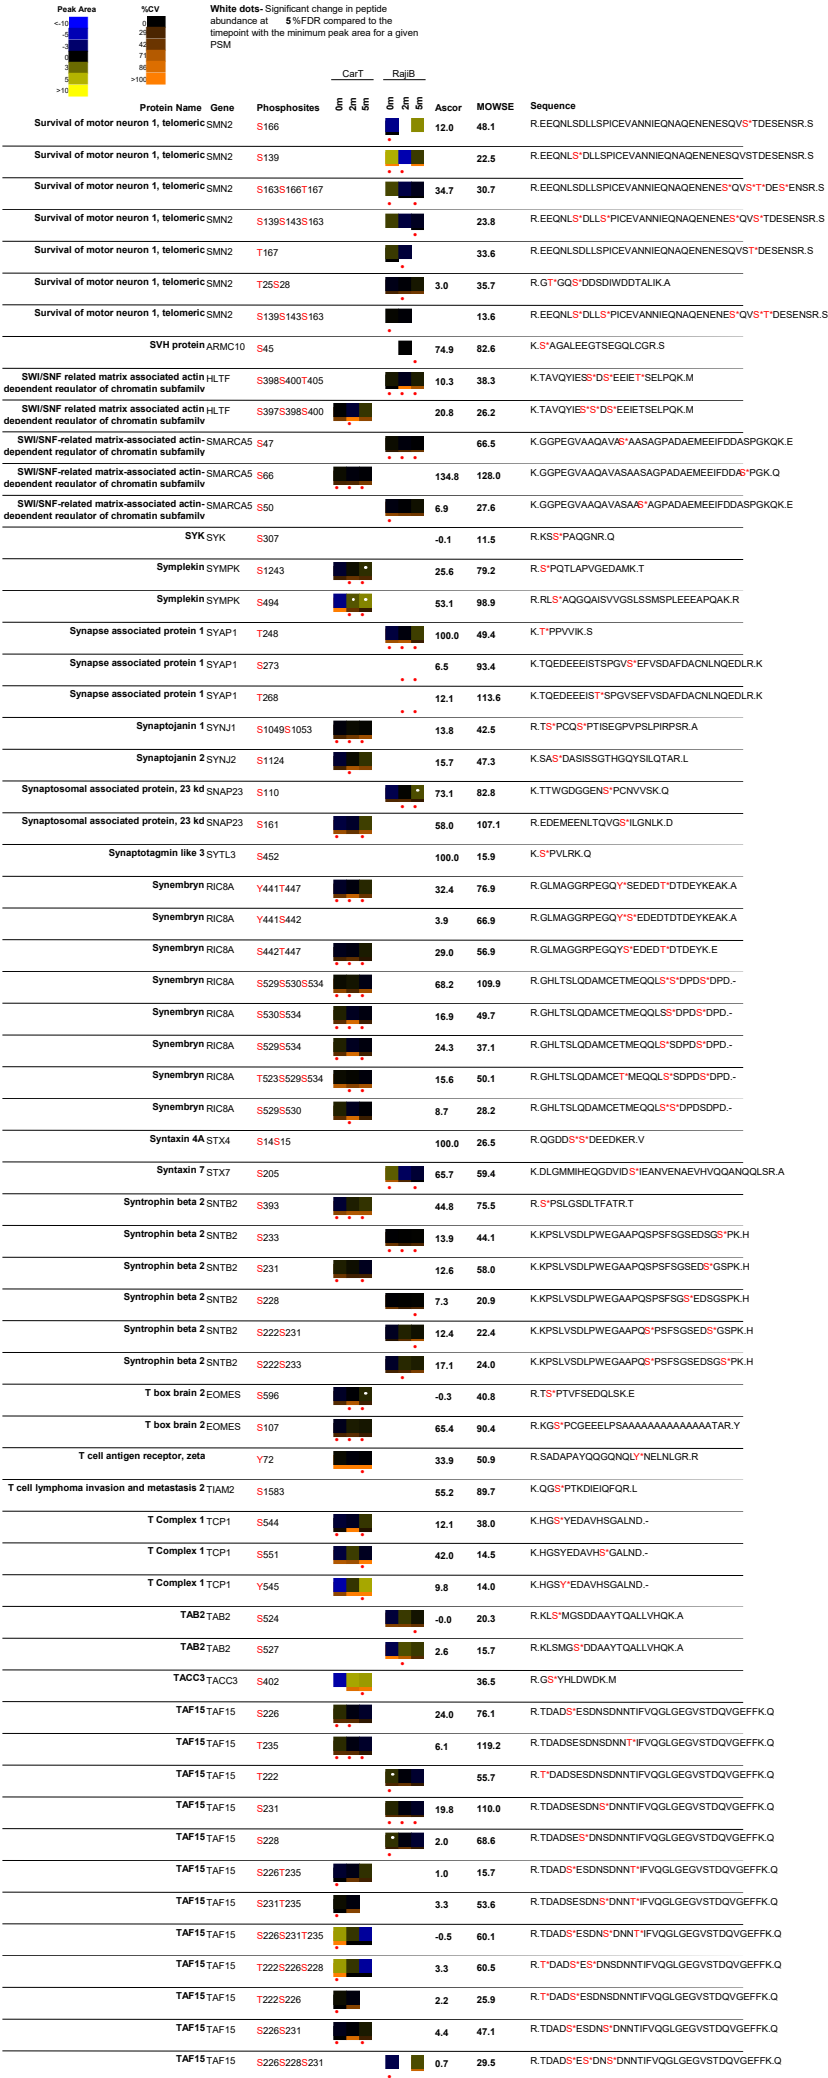 Peak Area
%CV
White dots- Significant change in peptide
abundance at 5 %FDR compared to the
timepoint with the minimum peak area for a given
PSM
<-10 0
-5 29
-3 42
0 71
3 86
5 >100
>10
CarT RajiB
Protein Name Gene Phosphosites 0m 2m 5m 0m 2m 5m Ascor MOWSE Sequence
Survival of motor neuron 1, telomeric SMN2 S166 12.0 48.1 R.EEQNLSDLLSPICEVANNIEQNAQENENESQVS*TDESENSR.S
Survival of motor neuron 1, telomeric SMN2 S139 22.5 R.EEQNLS*DLLSPICEVANNIEQNAQENENESQVSTDESENSR.S
Survival of motor neuron 1, telomeric SMN2 S163S166T167 34.7 30.7 R.EEQNLSDLLSPICEVANNIEQNAQENENES*QVS*T*DES*ENSR.S
Survival of motor neuron 1, telomeric SMN2 S139S143S163 23.8 R.EEQNLS*DLLS*PICEVANNIEQNAQENENES*QVS*TDESENSR.S
Survival of motor neuron 1, telomeric SMN2 T167 33.6 R.EEQNLSDLLSPICEVANNIEQNAQENENESQVST*DESENSR.S
Survival of motor neuron 1, telomeric SMN2 T25S28 3.0 35.7 R.GT*GQS*DDSDIWDDTALIK.A
Survival of motor neuron 1, telomeric SMN2 S139S143S163 13.6 R.EEQNLS*DLLS*PICEVANNIEQNAQENENES*QVS*T*DESENSR.S
SVH protein ARMC10 S45 74.9 82.6 K.S*AGALEEGTSEGQLCGR.S
SWI/SNF related matrix associated actin
dependent regulator of chromatin subfamily HLTF S398S400T405 10.3 38.3 K.TAVQYIESS*DS*EEIET*SELPQK.M
SWI/SNF related matrix associated actin
dependent regulator of chromatin subfamily HLTF S397S398S400 20.8 26.2 K.TAVQYIES*S*DS*EEIETSELPQK.M
SWI/SNF-related matrix-associated actin-
dependent regulator of chromatin subfamily SMARCA5 S47 66.5 K.GGPEGVAAQAVAS*AASAGPADAEMEEIFDDASPGKQK.E
SWI/SNF-related matrix-associated actin-
dependent regulator of chromatin subfamily SMARCA5 S66 134.8 128.0 K.GGPEGVAAQAVASAASAGPADAEMEEIFDDAS*PGK.Q
SWI/SNF-related matrix-associated actin-
dependent regulator of chromatin subfamily SMARCA5 S50 6.9 27.6 K.GGPEGVAAQAVASAAS*AGPADAEMEEIFDDASPGKQK.E
SYK SYK S307 -0.1 11.5 R.KSS*PAQGNR.Q
Symplekin SYMPK S1243 25.6 79.2 R.S*PQTLAPVGEDAMK.T
Symplekin SYMPK S494 53.1 98.9 R.RLS*AQGQAISVVGSLSSMSPLEEEAPQAK.R
Synapse associated protein 1 SYAP1 T248 100.0 49.4 K.T*PPVVIK.S
Synapse associated protein 1 SYAP1 S273 6.5 93.4 K.TQEDEEEISTSPGVS*EFVSDAFDACNLNQEDLR.K
Synapse associated protein 1 SYAP1 T268 12.1 113.6 K.TQEDEEEIST*SPGVSEFVSDAFDACNLNQEDLR.K
Synaptojanin 1 SYNJ1 S1049S1053 13.8 42.5 R.TS*PCQS*PTISEGPVPSLPIRPSR.A
Synaptojanin 2 SYNJ2 S1124 15.7 47.3 K.SAS*DASISSGTHGQYSILQTAR.L
Synaptosomal associated protein, 23 kd SNAP23 S110 73.1 82.8 K.TTWGDGGENS*PCNVVSK.Q
Synaptosomal associated protein, 23 kd SNAP23 S161 58.0 107.1 R.EDEMEENLTQVGS*ILGNLK.D
Synaptotagmin like 3 SYTL3 S452 100.0 15.9 K.S*PVLRK.Q
Synembryn RIC8A Y441T447 32.4 76.9 R.GLMAGGRPEGQY*SEDEDT*DTDEYKEAK.A
Synembryn RIC8A Y441S442 3.9 66.9 R.GLMAGGRPEGQY*S*EDEDTDTDEYKEAK.A
Synembryn RIC8A S442T447 29.0 56.9 R.GLMAGGRPEGQYS*EDEDT*DTDEYK.E
Synembryn RIC8A S529S530S534 68.2 109.9 R.GHLTSLQDAMCETMEQQLS*S*DPDS*DPD.-
Synembryn RIC8A S530S534 16.9 49.7 R.GHLTSLQDAMCETMEQQLSS*DPDS*DPD.-
Synembryn RIC8A S529S534 24.3 37.1 R.GHLTSLQDAMCETMEQQLS*SDPDS*DPD.-
Synembryn RIC8A T523S529S534 15.6 50.1 R.GHLTSLQDAMCET*MEQQLS*SDPDS*DPD.-
Synembryn RIC8A S529S530 8.7 28.2 R.GHLTSLQDAMCETMEQQLS*S*DPDSDPD.-
Syntaxin 4A STX4 S14S15 100.0 26.5 R.QGDDS*S*DEEDKER.V
Syntaxin 7 STX7 S205 65.7 59.4 K.DLGMMIHEQGDVIDS*IEANVENAEVHVQQANQQLSR.A
Syntrophin beta 2 SNTB2 S393 44.8 75.5 R.S*PSLGSDLTFATR.T
Syntrophin beta 2 SNTB2 S233 13.9 44.1 K.KPSLVSDLPWEGAAPQSPSFSGSEDSGS*PK.H
Syntrophin beta 2 SNTB2 S231 12.6 58.0 K.KPSLVSDLPWEGAAPQSPSFSGSEDS*GSPK.H
Syntrophin beta 2 SNTB2 S228 7.3 20.9 K.KPSLVSDLPWEGAAPQSPSFSGS*EDSGSPK.H
Syntrophin beta 2 SNTB2 S222S231 12.4 22.4 K.KPSLVSDLPWEGAAPQS*PSFSGSEDS*GSPK.H
Syntrophin beta 2 SNTB2 S222S233 17.1 24.0 K.KPSLVSDLPWEGAAPQS*PSFSGSEDSGS*PK.H
T box brain 2 EOMES S596 -0.3 40.8 R.TS*PTVFSEDQLSK.E
T box brain 2 EOMES S107 65.4 90.4 R.KGS*PCGEEELPSAAAAAAAAAAAAATAR.Y
T cell antigen receptor, zeta Y72 33.9 50.9 R.SADAPAYQQGQNQLY*NELNLGR.R
T cell lymphoma invasion and metastasis 2 TIAM2 S1583 55.2 89.7 K.QGS*PTKDIEIQFQR.L
T Complex 1 TCP1 S544 12.1 38.0 K.HGS*YEDAVHSGALND.-
T Complex 1 TCP1 S551 42.0 14.5 K.HGSYEDAVHS*GALND.-
T Complex 1 TCP1 Y545 9.8 14.0 K.HGSY*EDAVHSGALND.-
TAB2 TAB2 S524 -0.0 20.3 R.KLS*MGSDDAAYTQALLVHQK.A
TAB2 TAB2 S527 2.6 15.7 R.KLSMGS*DDAAYTQALLVHQK.A
TACC3 TACC3 S402 36.5 R.GS*YHLDWDK.M
TAF15 TAF15 S226 24.0 76.1 R.TDADS*ESDNSDNNTIFVQGLGEGVSTDQVGEFFK.Q
TAF15 TAF15 T235 6.1 119.2 R.TDADSESDNSDNNT*IFVQGLGEGVSTDQVGEFFK.Q
TAF15 TAF15 T222 55.7 R.T*DADSESDNSDNNTIFVQGLGEGVSTDQVGEFFK.Q
TAF15 TAF15 S231 19.8 110.0 R.TDADSESDNS*DNNTIFVQGLGEGVSTDQVGEFFK.Q
TAF15 TAF15 S228 2.0 68.6 R.TDADSES*DNSDNNTIFVQGLGEGVSTDQVGEFFK.Q
TAF15 TAF15 S226T235 1.0 15.7 R.TDADS*ESDNSDNNT*IFVQGLGEGVSTDQVGEFFK.Q
TAF15 TAF15 S231T235 3.3 53.6 R.TDADSESDNS*DNNT*IFVQGLGEGVSTDQVGEFFK.Q
TAF15 TAF15 S226S231T235 -0.5 60.1 R.TDADS*ESDNS*DNNT*IFVQGLGEGVSTDQVGEFFK.Q
TAF15 TAF15 T222S226S228 3.3 60.5 R.T*DADS*ES*DNSDNNTIFVQGLGEGVSTDQVGEFFK.Q
TAF15 TAF15 T222S226 2.2 25.9 R.T*DADS*ESDNSDNNTIFVQGLGEGVSTDQVGEFFK.Q
TAF15 TAF15 S226S231 4.4 47.1 R.TDADS*ESDNS*DNNTIFVQGLGEGVSTDQVGEFFK.Q
TAF15 TAF15 S226S228S231 0.7 29.5 R.TDADS*ES*DNS*DNNTIFVQGLGEGVSTDQVGEFFK.Q